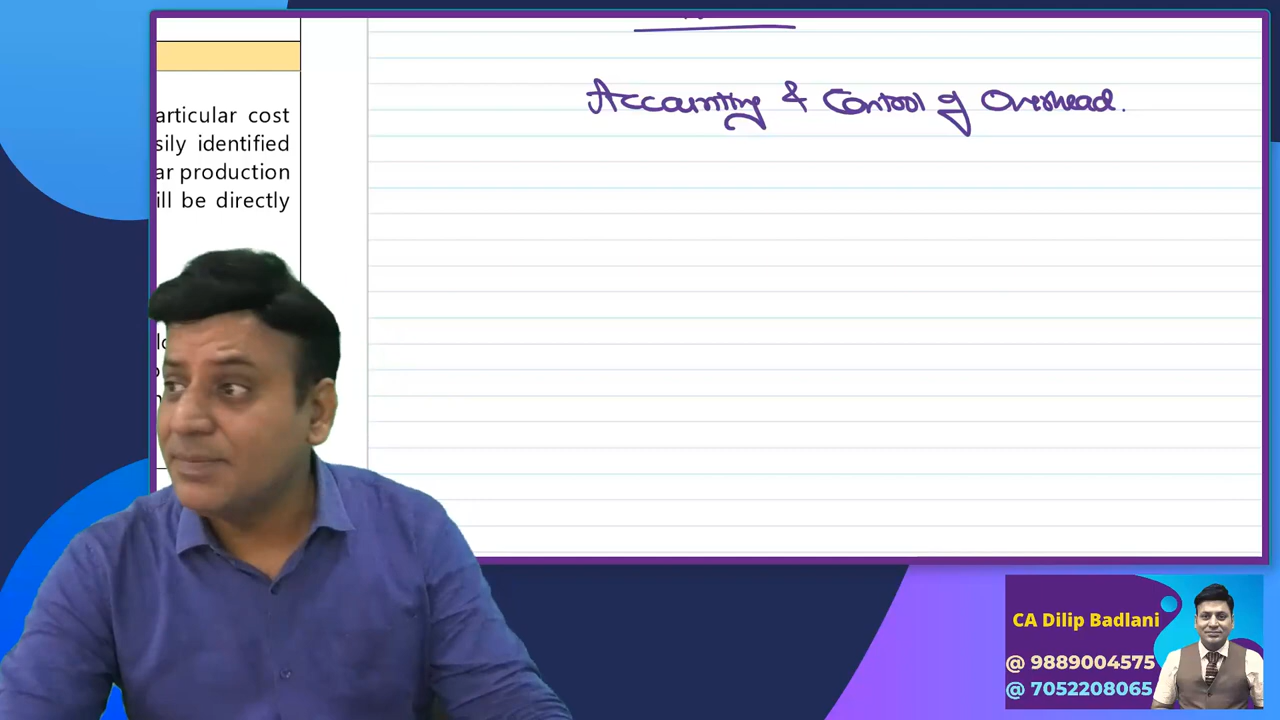 articular cost
sily identified
ar production
ill be directly
Accounting & Control of Overhead.
CA Dilip Badlani
@ 9889004575
@ 7052208065